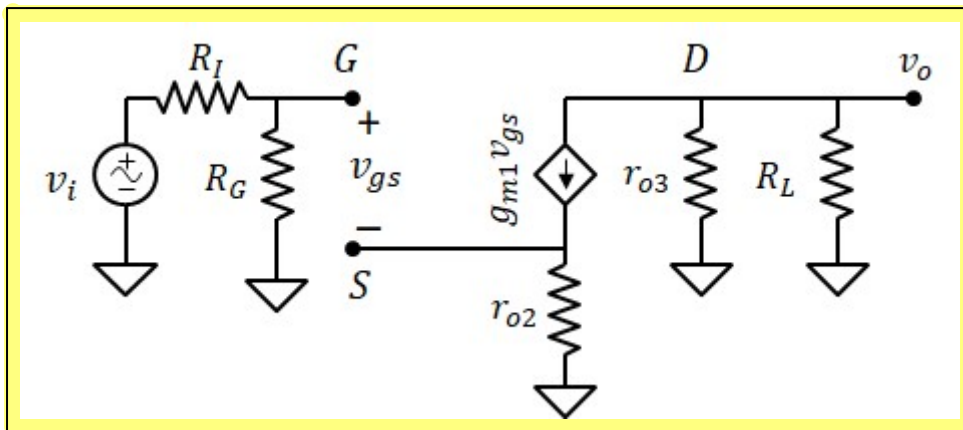 R_I
G
D
v_o
+
v_i
+
−
R_G
v_gs
g_m1 v_gs
r_o3
R_L
−
S
r_o2